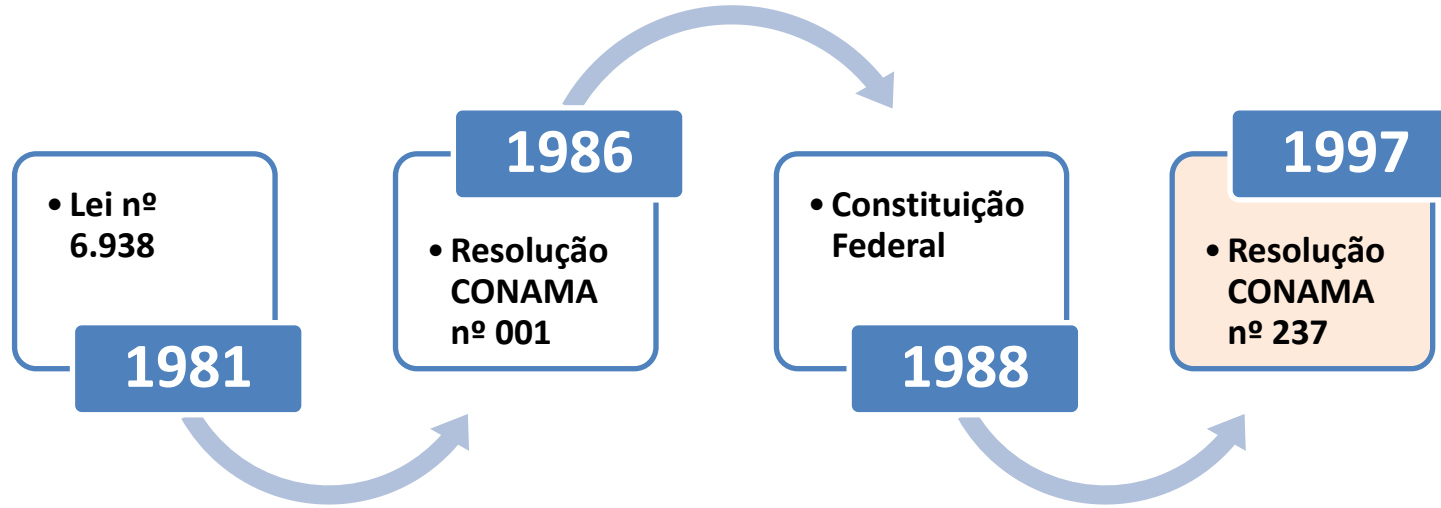 • Lei nº
6.938
1981
1986
• Resolução
CONAMA
nº 001
• Constituição
Federal
1988
1997
• Resolução
CONAMA
nº 237